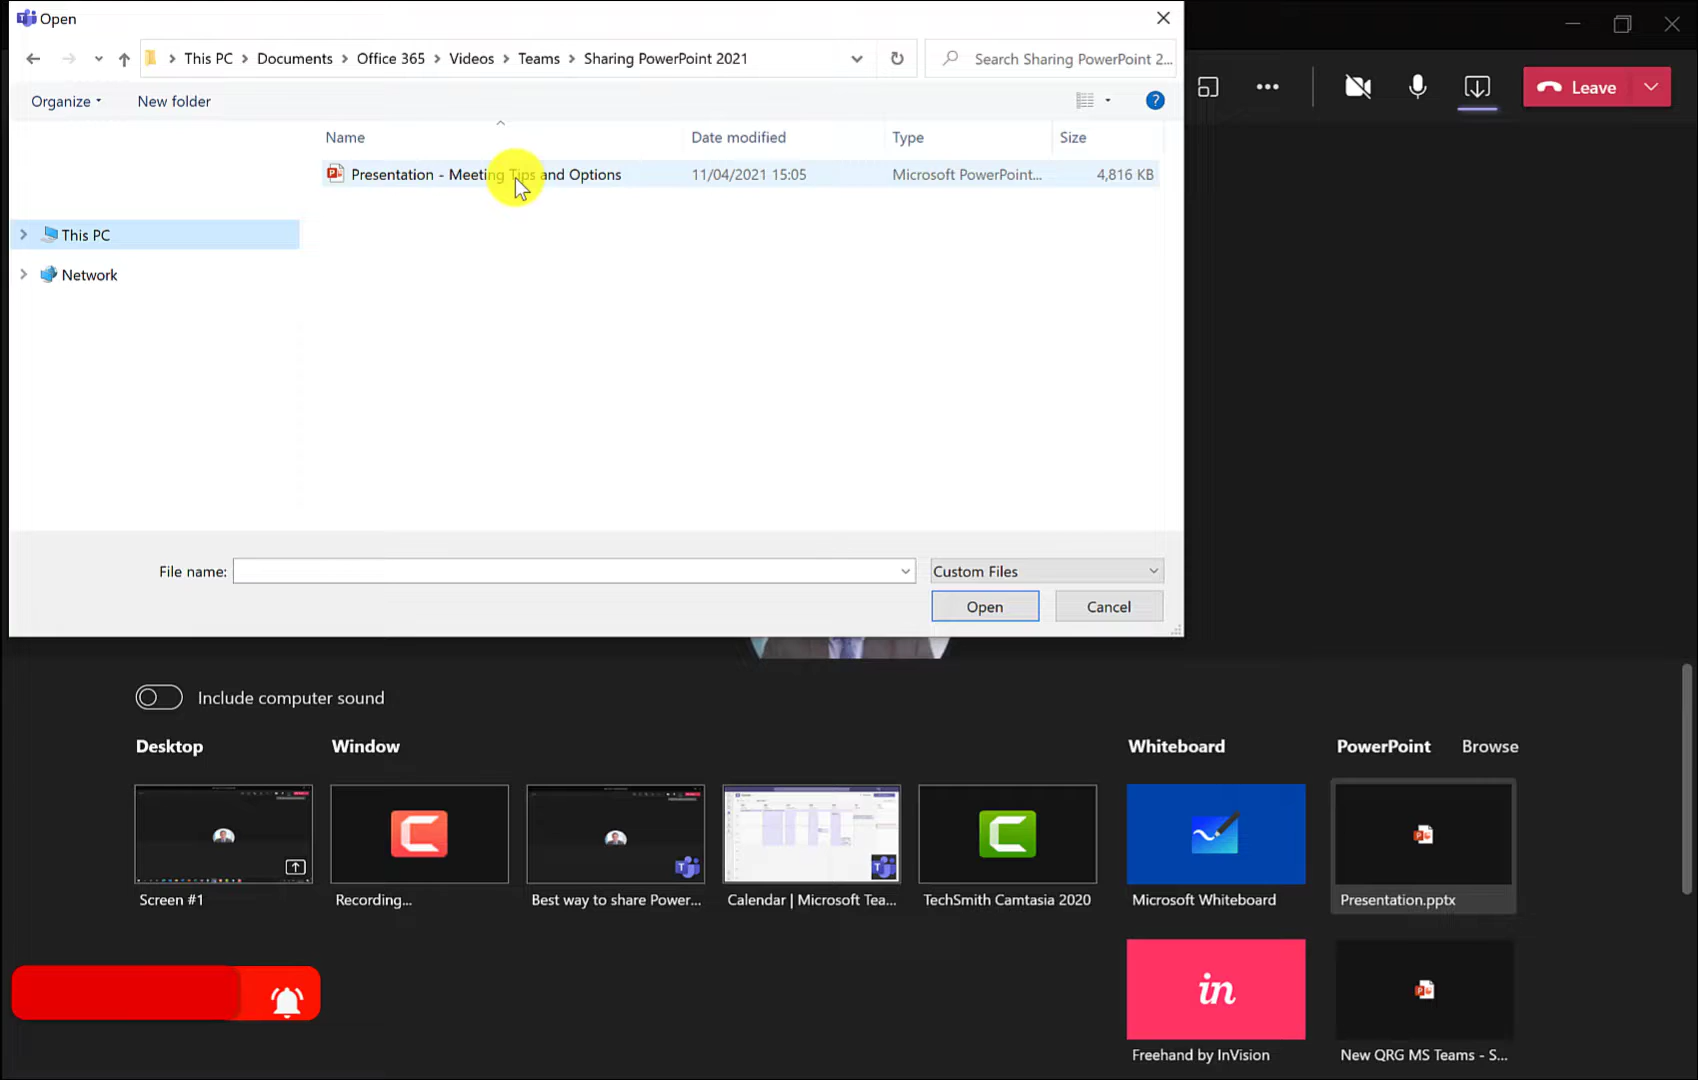 Open
This PC > Documents > Office 365 > Videos > Teams > Sharing PowerPoint 2021
Search Sharing PowerPoint 2...
Leave
Organize
New folder
?
Name
Date modified
Type
Size
Presentation - Meeting Tips and Options
11/04/2021 15:05
Microsoft PowerPoint...
4,816 KB
This PC
Network
File name:
Custom Files
Open
Cancel
Include computer sound
Desktop
Window
Whiteboard
PowerPoint
Browse
Screen #1
Recording...
Best way to share Power...
Calendar | Microsoft Tea...
TechSmith Camtasia 2020
Microsoft Whiteboard
Presentation.pptx
in
Freehand by InVision
New QRG MS Teams - S...